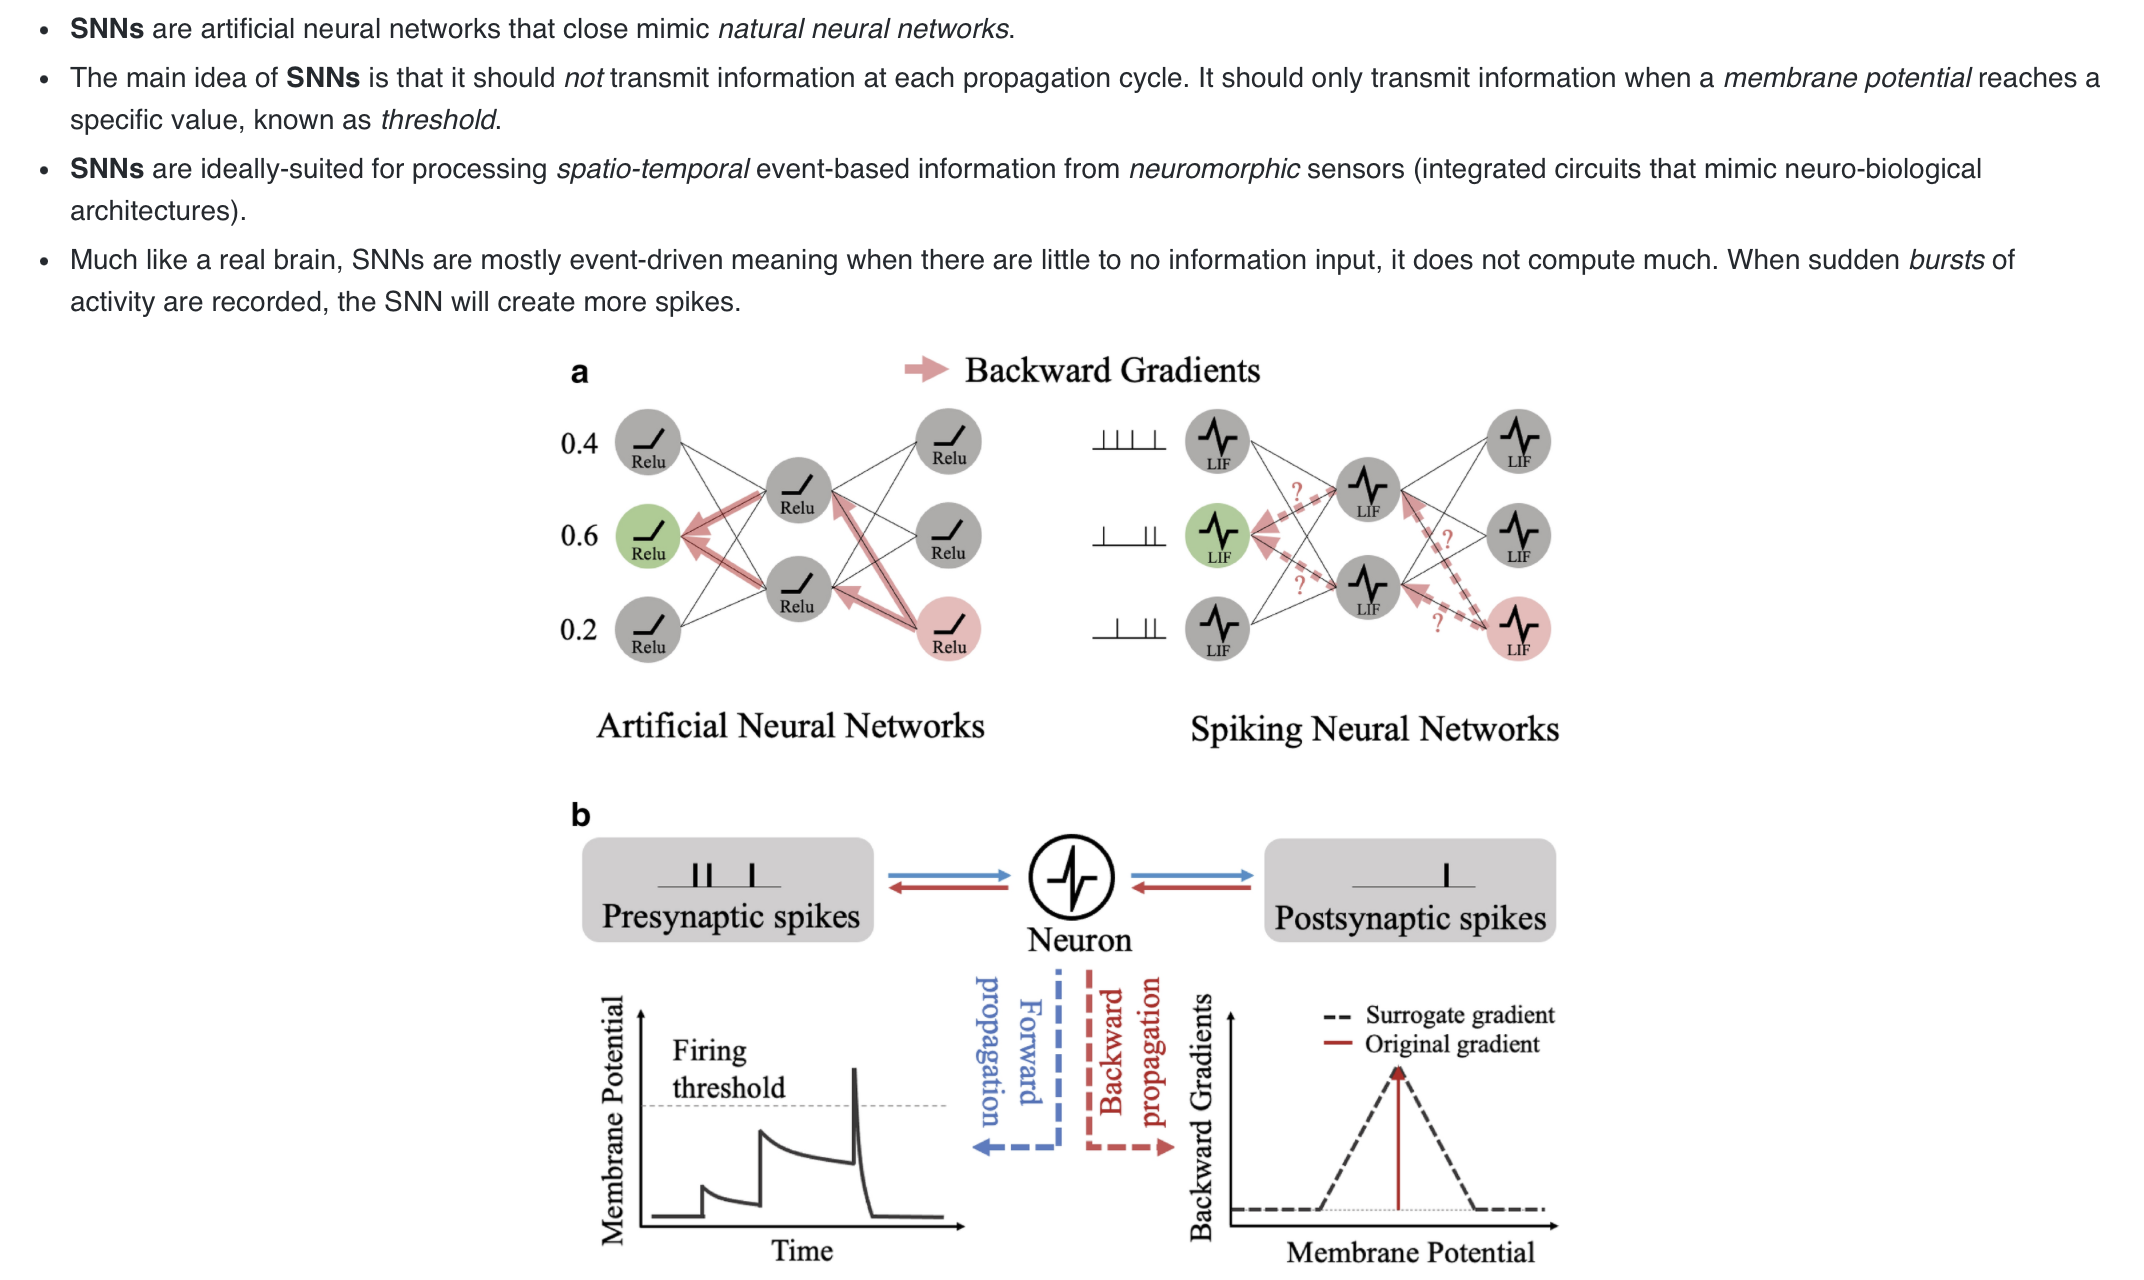 • SNNs are artificial neural networks that close mimic natural neural networks.
• The main idea of SNNs is that it should not transmit information at each propagation cycle. It should only transmit information when a membrane potential reaches a
specific value, known as threshold.
• SNNs are ideally-suited for processing spatio-temporal event-based information from neuromorphic sensors (integrated circuits that mimic neuro-biological
architectures).
• Much like a real brain, SNNs are mostly event-driven meaning when there are little to no information input, it does not compute much. When sudden bursts of
activity are recorded, the SNN will create more spikes.
a
Backward Gradients
0.4
Relu
Relu
Relu
0.6
Relu
Relu
Relu
0.2
Relu
Relu
LIF
LIF
?
LIF
LIF
?
LIF
?
LIF
?
LIF
LIF
Artificial Neural Networks
Spiking Neural Networks
b
Presynaptic spikes
Neuron
Postsynaptic spikes
Membrane Potential
Firing
threshold
Time
Forward
propagation
Backward
propagation
Backward Gradients
Surrogate gradient
Original gradient
Membrane Potential